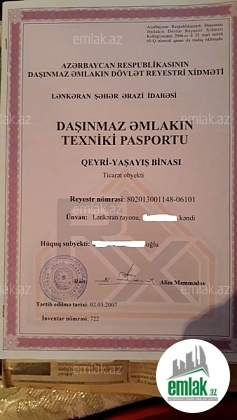 emlak.az
AZƏRBAYCAN RESPUBLİKASININ
DAŞINMAZ ƏMLAKIN DÖVLƏT REYESTRİ XİDMƏTİ
LƏNKƏRAN ŞƏHƏR ƏRAZİ İDARƏSİ
DAŞINMAZ ƏMLAKIN
TEXNİKİ PASPORTU
QEYRİ-YAŞAYIŞ BİNASI
Ticarət obyekti
Reyestr nömrəsi: 802013001148-06101
Ünvan: Lənkəran rayonu, kəndi
Hüquq subyekti: oğlu
Rəis: Alim Məmmədov
Tərtib edilmə tarixi: 02.03.2007
İnventar nömrəsi: 722
emlak.az